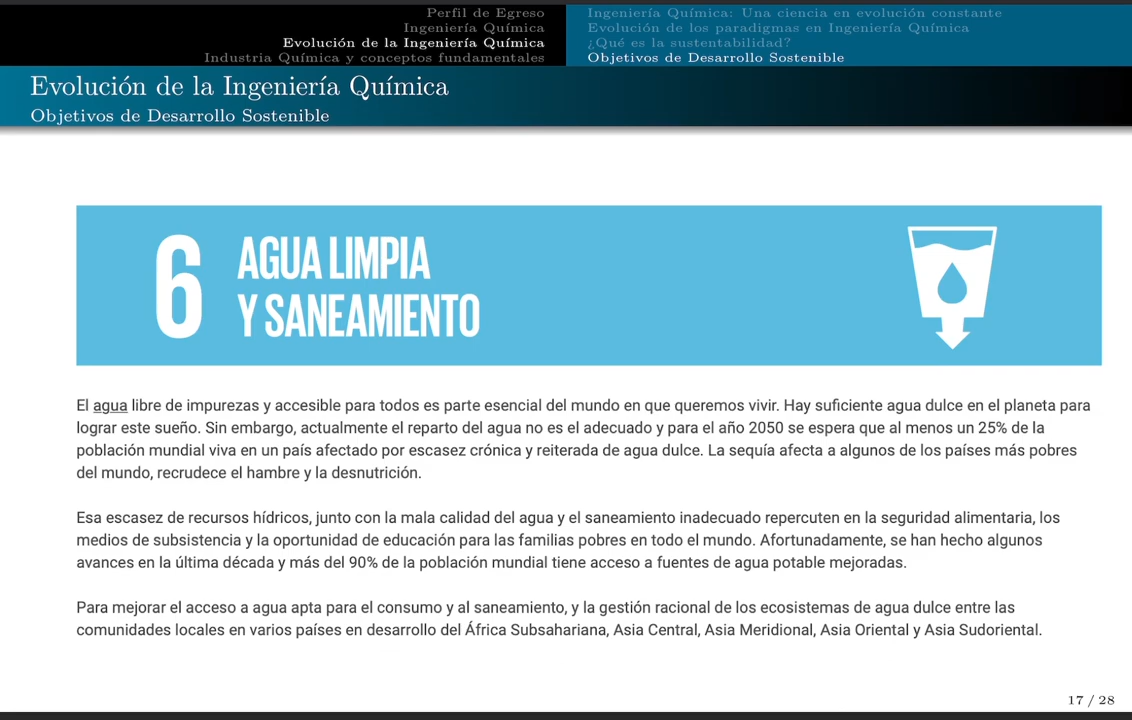 Perfil de Egreso
Ingeniería Química
Evolución de la Ingeniería Química
Industria Química y conceptos fundamentales
Ingeniería Química: Una ciencia en evolución constante
Evolución de los paradigmas en Ingeniería Química
¿Qué es la sustentabilidad?
Objetivos de Desarrollo Sostenible
Evolución de la Ingeniería Química
Objetivos de Desarrollo Sostenible
6 AGUA LIMPIA
Y SANEAMIENTO
El agua libre de impurezas y accesible para todos es parte esencial del mundo en que queremos vivir. Hay suficiente agua dulce en el planeta para
lograr este sueño. Sin embargo, actualmente el reparto del agua no es el adecuado y para el año 2050 se espera que al menos un 25% de la
población mundial viva en un país afectado por escasez crónica y reiterada de agua dulce. La sequía afecta a algunos de los países más pobres
del mundo, recrudece el hambre y la desnutrición.
Esa escasez de recursos hídricos, junto con la mala calidad del agua y el saneamiento inadecuado repercuten en la seguridad alimentaria, los
medios de subsistencia y la oportunidad de educación para las familias pobres en todo el mundo. Afortunadamente, se han hecho algunos
avances en la última década y más del 90% de la población mundial tiene acceso a fuentes de agua potable mejoradas.
Para mejorar el acceso a agua apta para el consumo y al saneamiento, y la gestión racional de los ecosistemas de agua dulce entre las
comunidades locales en varios países en desarrollo del África Subsahariana, Asia Central, Asia Meridional, Asia Oriental y Asia Sudoriental.
17 / 28